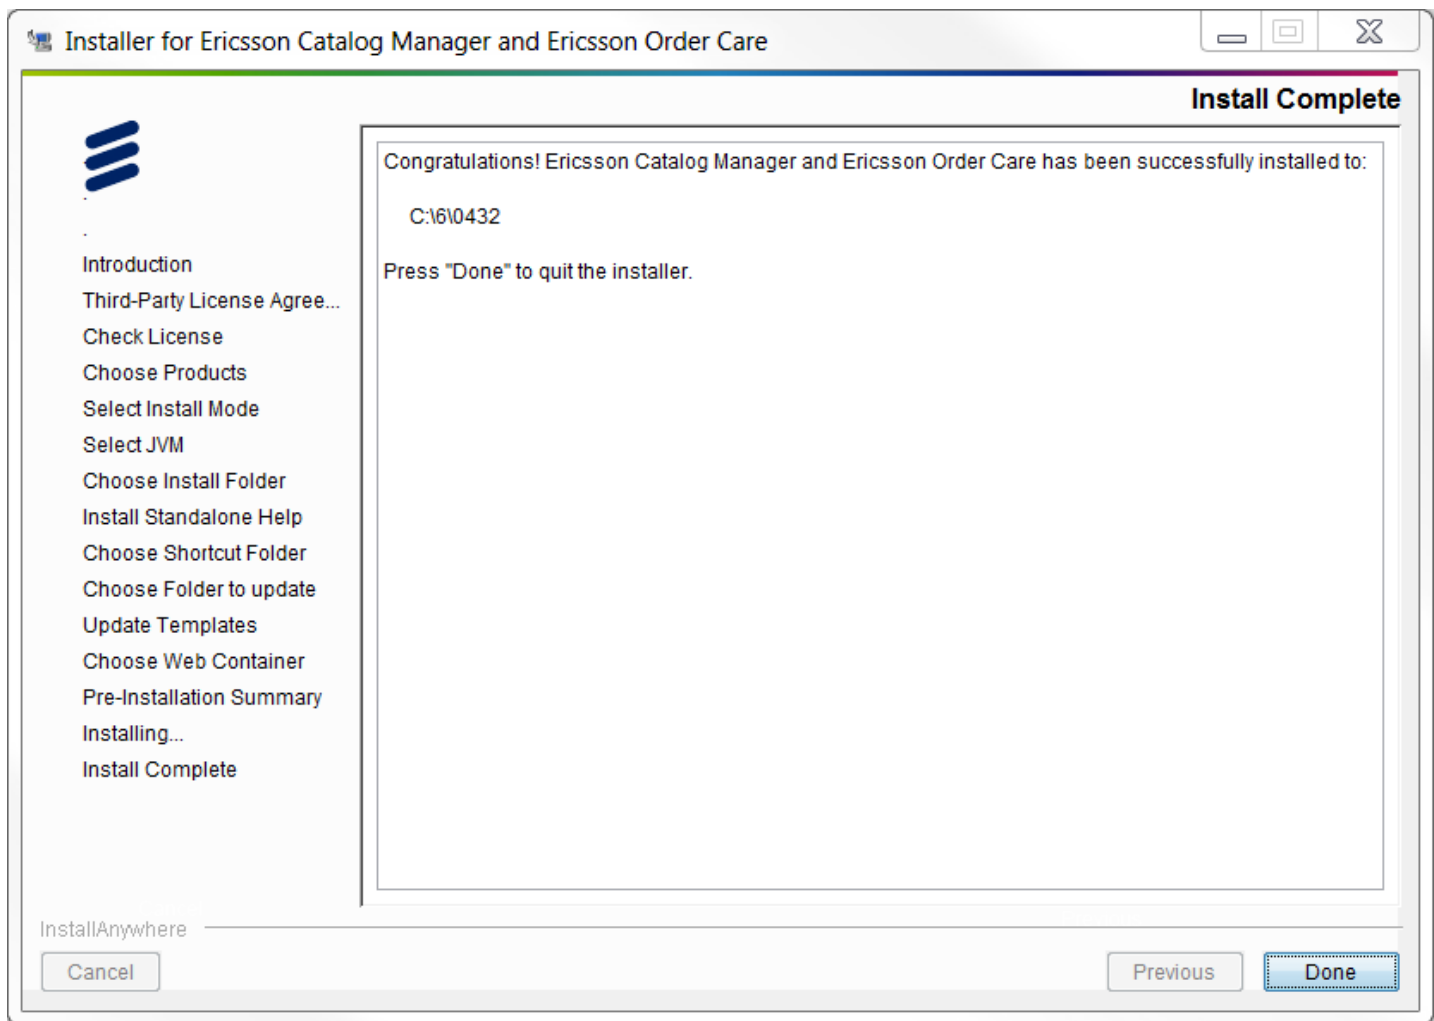 Installer for Ericsson Catalog Manager and Ericsson Order Care
Install Complete
Congratulations! Ericsson Catalog Manager and Ericsson Order Care has been successfully installed to:
C:\6\0432
Press "Done" to quit the installer.
Introduction
Third-Party License Agree...
Check License
Choose Products
Select Install Mode
Select JVM
Choose Install Folder
Install Standalone Help
Choose Shortcut Folder
Choose Folder to update
Update Templates
Choose Web Container
Pre-Installation Summary
Installing...
Install Complete
InstallAnywhere
Cancel
Previous
Done